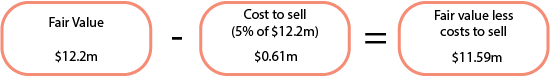 Fair Value
$12.2m
-
Cost to sell
(5% of $12.2m)
$0.61m
=
Fair value less
costs to sell
$11.59m